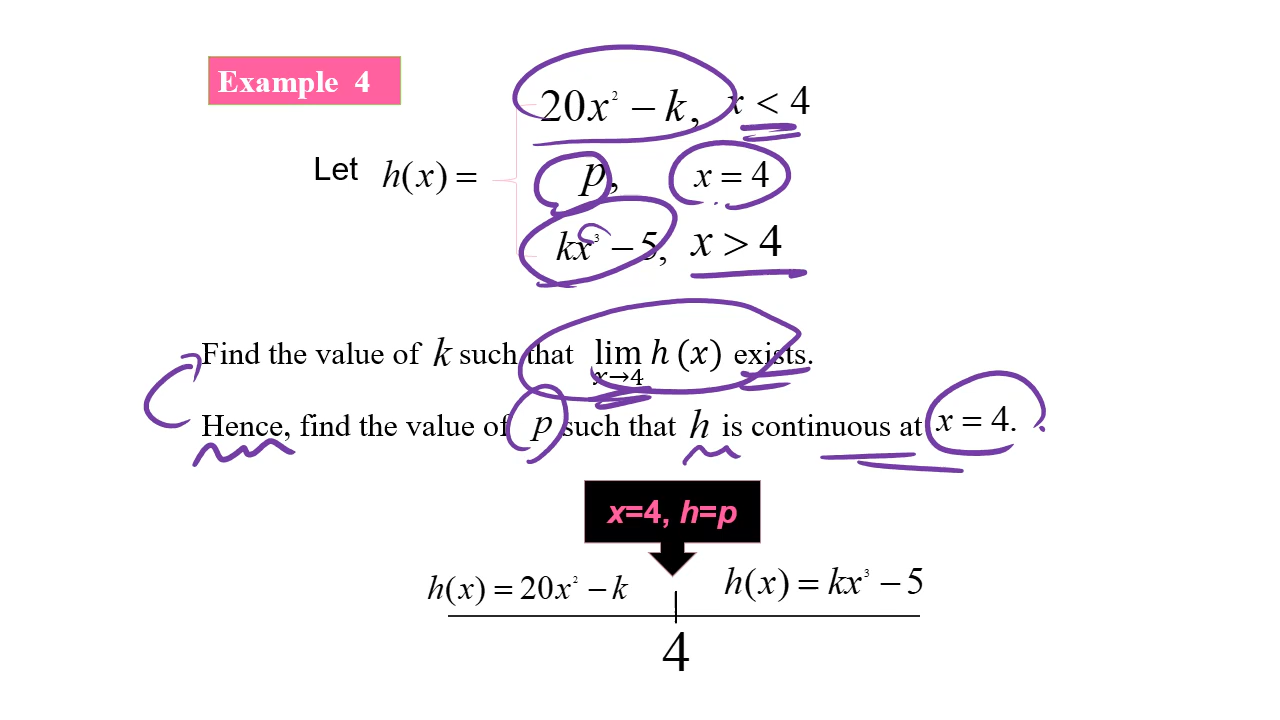 Example 4
20x² − k, x < 4
Let h(x) = p, x = 4
kx³ − 5, x > 4
Find the value of k such that lim x→4 h (x) exists.
Hence, find the value of p such that h is continuous at x = 4.
x=4, h=p
h(x) = 20x² − k h(x) = kx³ − 5
4